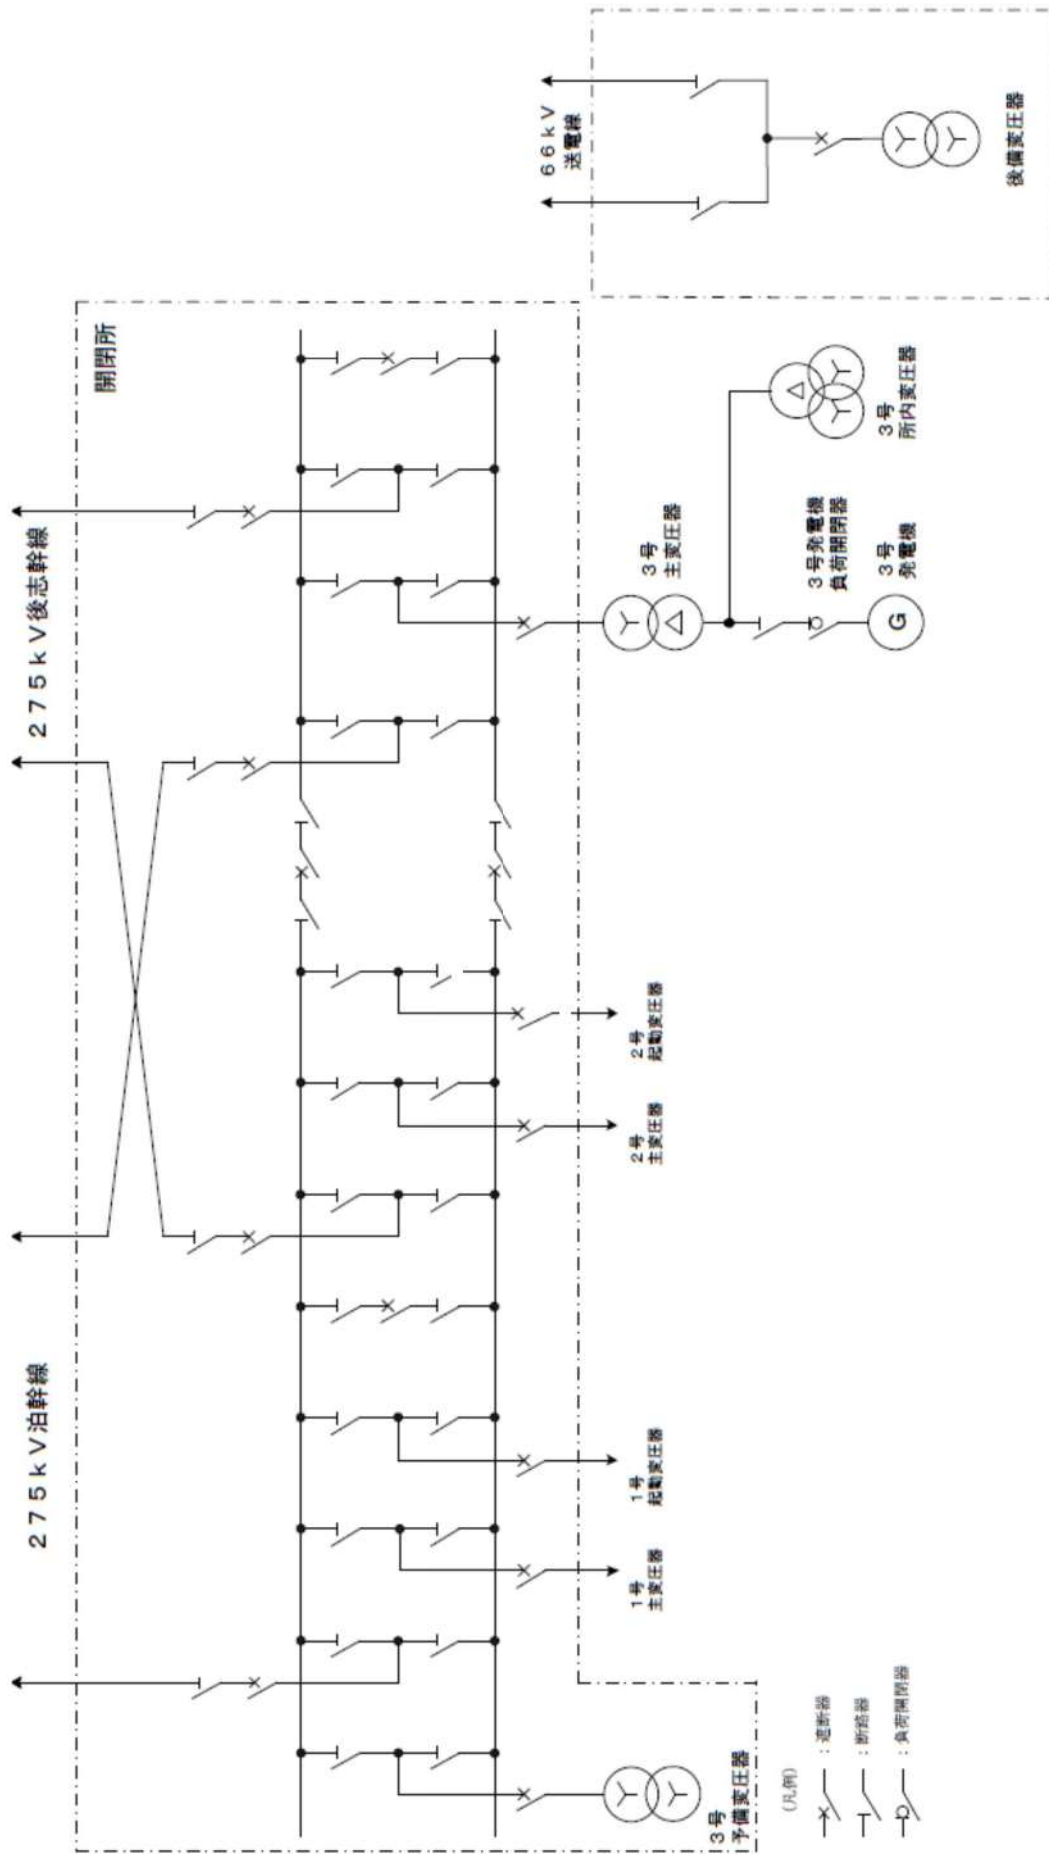 275kV泊幹線
275kV後志幹線
開閉所
66kV
送電線
後備変圧器
3号
予備変圧器
1号
主変圧器
1号
起動変圧器
2号
主変圧器
2号
起動変圧器
3号
主変圧器
3号発電機
負荷開閉器
3号
発電機
G
3号
所内変圧器
(凡例)
：遮断器
：断路器
：負荷開閉器